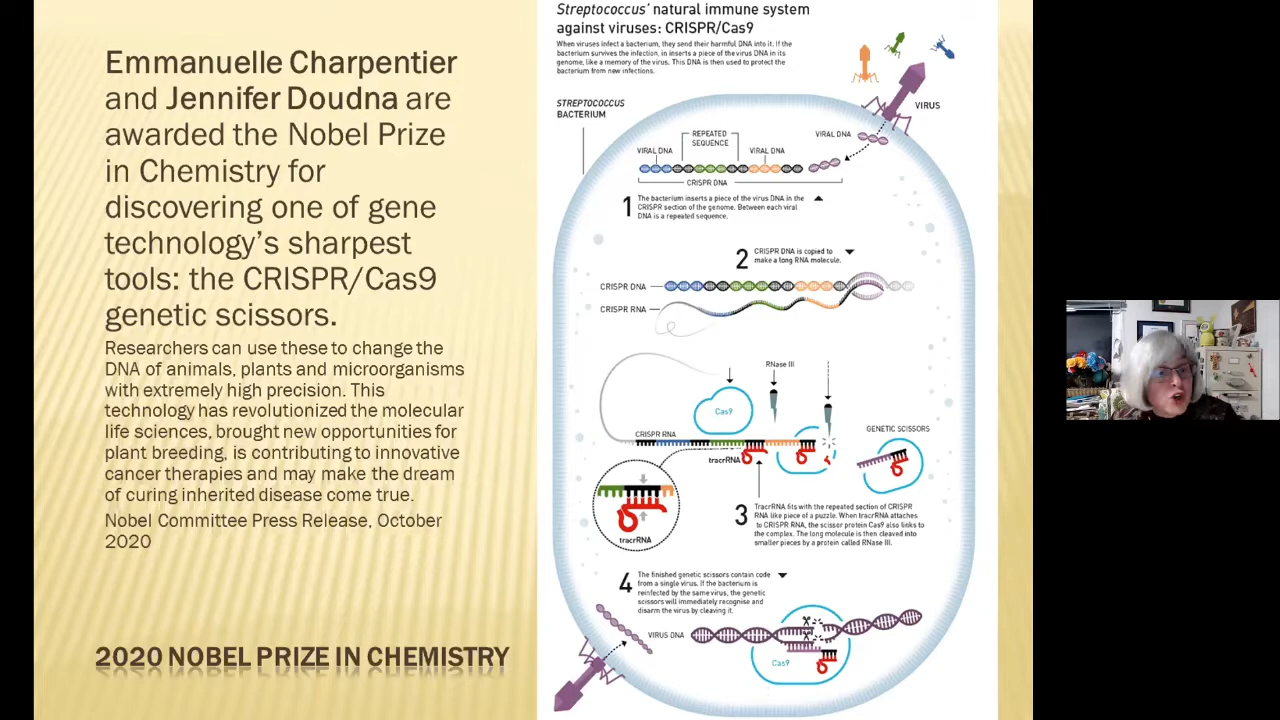 Emmanuelle Charpentier
and Jennifer Doudna are
awarded the Nobel Prize
in Chemistry for
discovering one of gene
technology's sharpest
tools: the CRISPR/Cas9
genetic scissors.
Researchers can use these to change the
DNA of animals, plants and microorganisms
with extremely high precision. This
technology has revolutionized the molecular
life sciences, brought new opportunities for
plant breeding, is contributing to innovative
cancer therapies and may make the dream
of curing inherited disease come true.
Nobel Committee Press Release, October
2020
2020 NOBEL PRIZE IN CHEMISTRY
Streptococcus' natural immune system
against viruses: CRISPR/Cas9
When viruses infect a bacterium, they send their harmful DNA into it. If the
bacterium survives the infection, in inserts a piece of the virus DNA in its
genome, like a memory of the virus. This DNA is then used to protect the
bacterium from new infections.
STREPTOCOCCUS
BACTERIUM
VIRUS
VIRAL DNA
REPEATED
SEQUENCE
VIRAL DNA
VIRAL DNA
CRISPR DNA
1
The bacterium inserts a piece of the virus DNA in the
CRISPR section of the genome. Between each viral
DNA is a repeated sequence.
2
CRISPR DNA is copied to
make a long RNA molecule.
CRISPR DNA
CRISPR RNA
RNase III
Cas9
CRISPR RNA
tracrRNA
GENETIC SCISSORS
tracrRNA
3
TracrRNA fits with the repeated section of CRISPR
RNA like piece of a puzzle. When tracrRNA attaches
to CRISPR RNA, the scissor protein Cas9 also links to
the complex. The long molecule is then cleaved into
smaller pieces by a protein called RNase III.
4
The finished genetic scissors contain code
from a single virus. If the bacterium is
reinfected by the same virus, the genetic
scissors will immediately recognise and
disarm the virus by cleaving it.
VIRUS DNA
Cas9